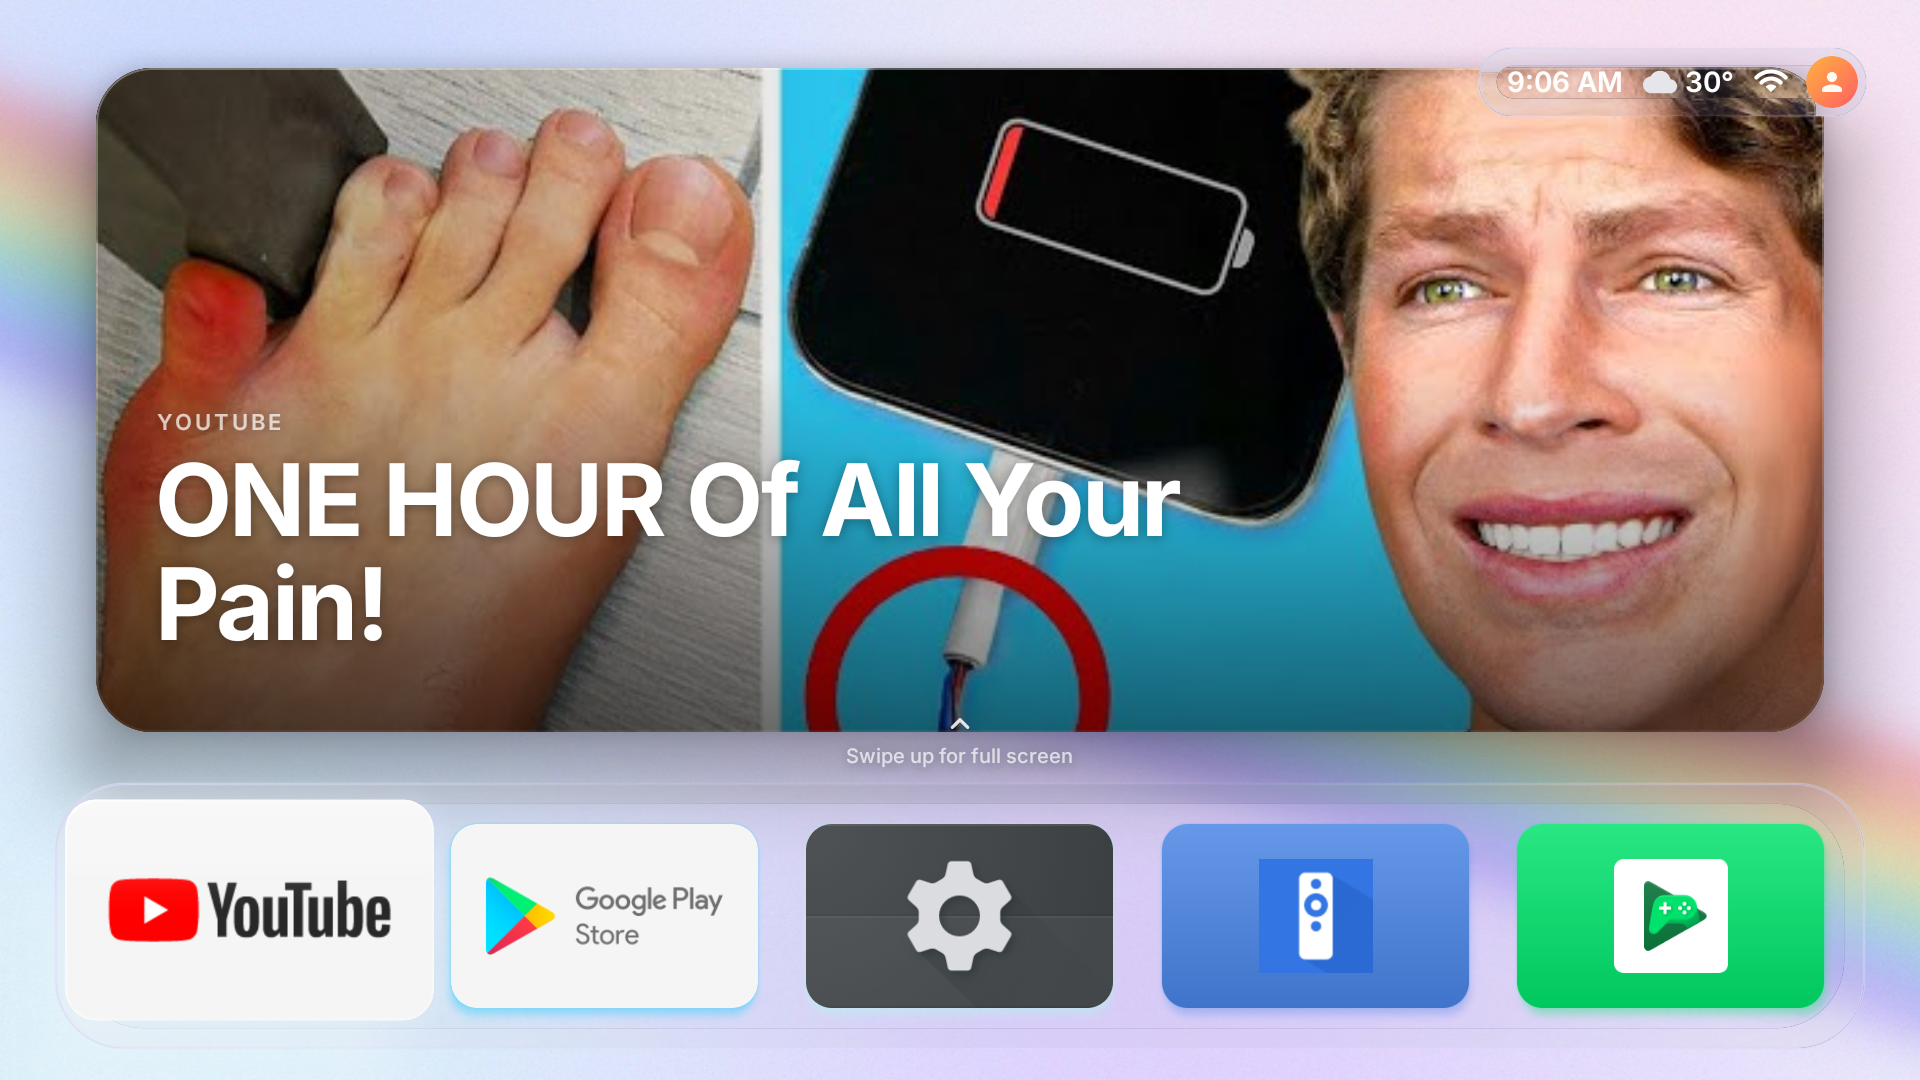 9:06 AM 30°
YOUTUBE
ONE HOUR Of All Your
Pain!
Swipe up for full screen
YouTube
Google Play
Store